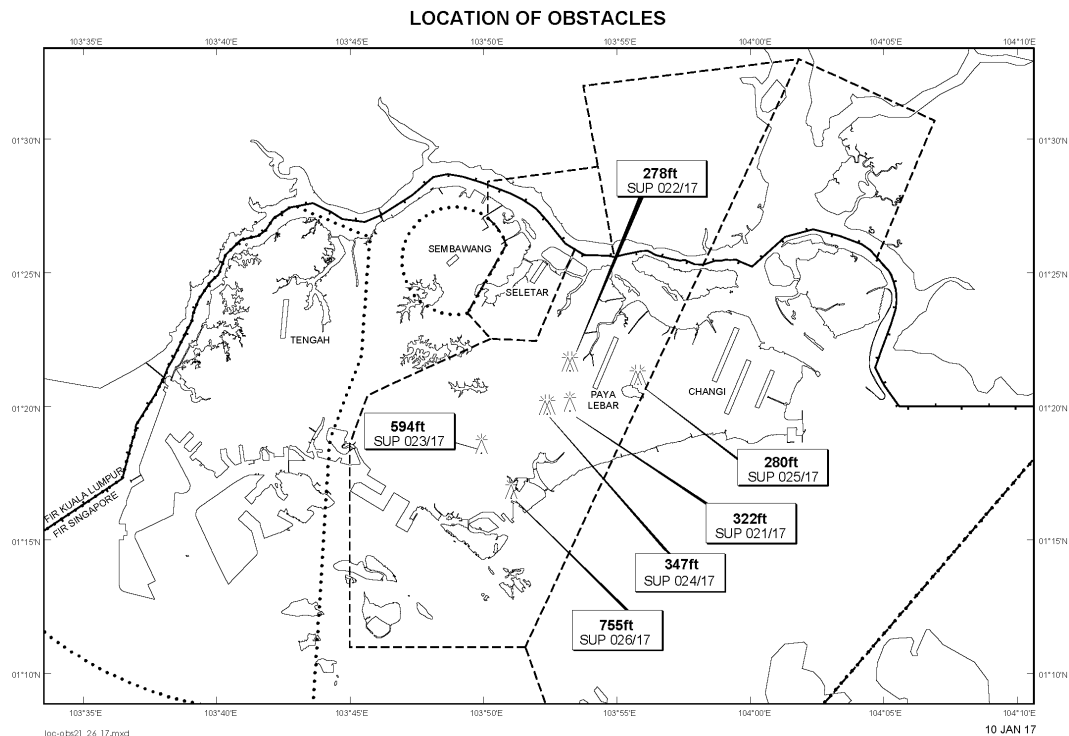 LOCATION OF OBSTACLES
103°35'E 103°40'E 103°45'E 103°50'E 103°55'E 104°00'E 104°05'E 104°10'E
01°30'N 01°30'N
278ft
SUP 022/17
SEMBAWANG
01°25'N 01°25'N
SELETAR
TENGAH
PAYA
LEBAR
CHANGI
01°20'N 01°20'N
594ft
SUP 023/17
280ft
SUP 025/17
FIR KUALA LUMPUR
FIR SINGAPORE
322ft
SUP 021/17
01°15'N 01°15'N
347ft
SUP 024/17
755ft
SUP 026/17
01°10'N 01°10'N
103°35'E 103°40'E 103°45'E 103°50'E 103°55'E 104°00'E 104°05'E 104°10'E
loc-obs21_26_17.mxd
10 JAN 17